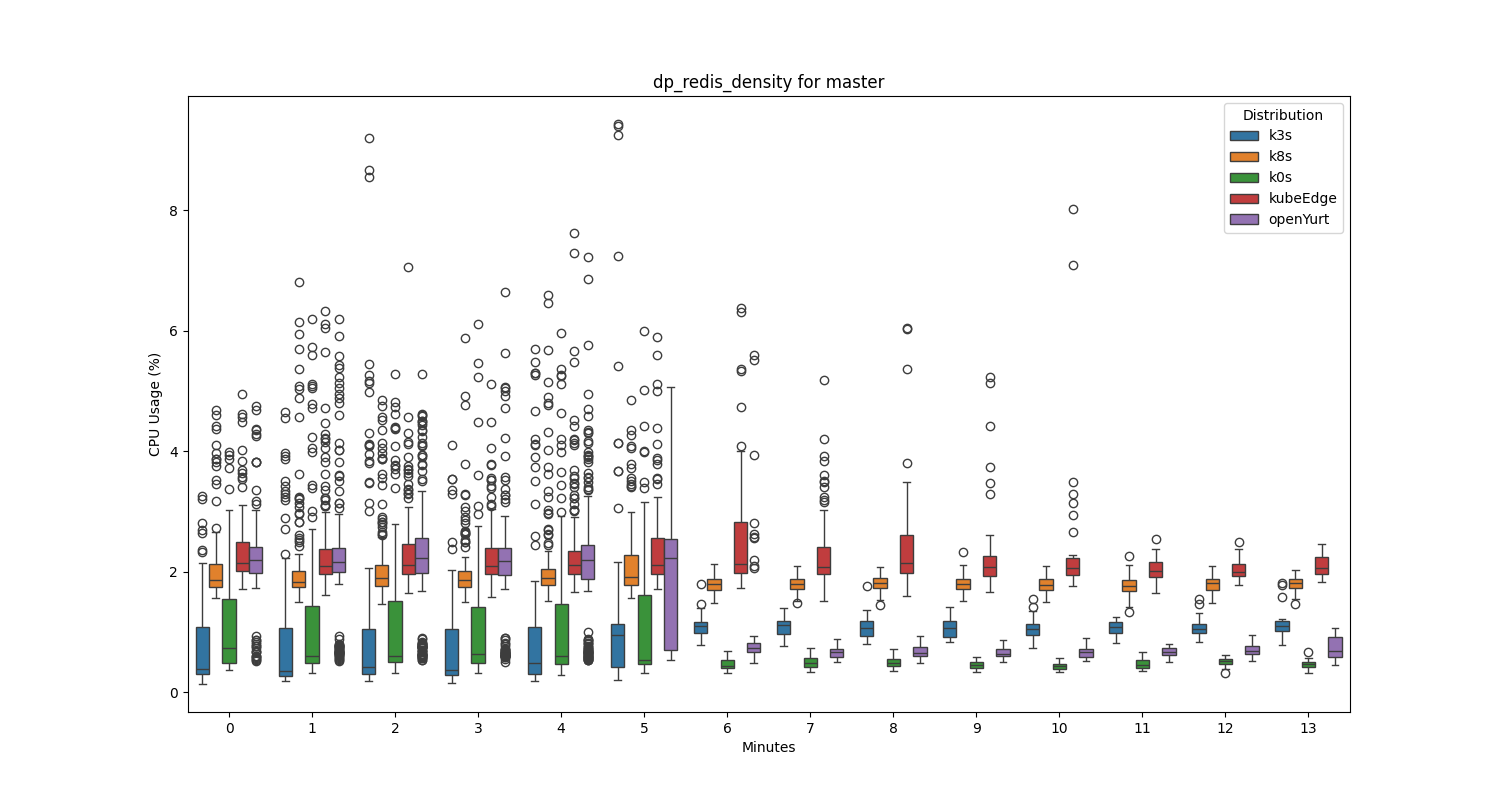 dp_redis_density for master
Distribution
k3s
k8s
k0s
kubeEdge
openYurt
CPU Usage (%)
8
6
4
2
0
0 1 2 3 4 5 6 7 8 9 10 11 12 13
Minutes